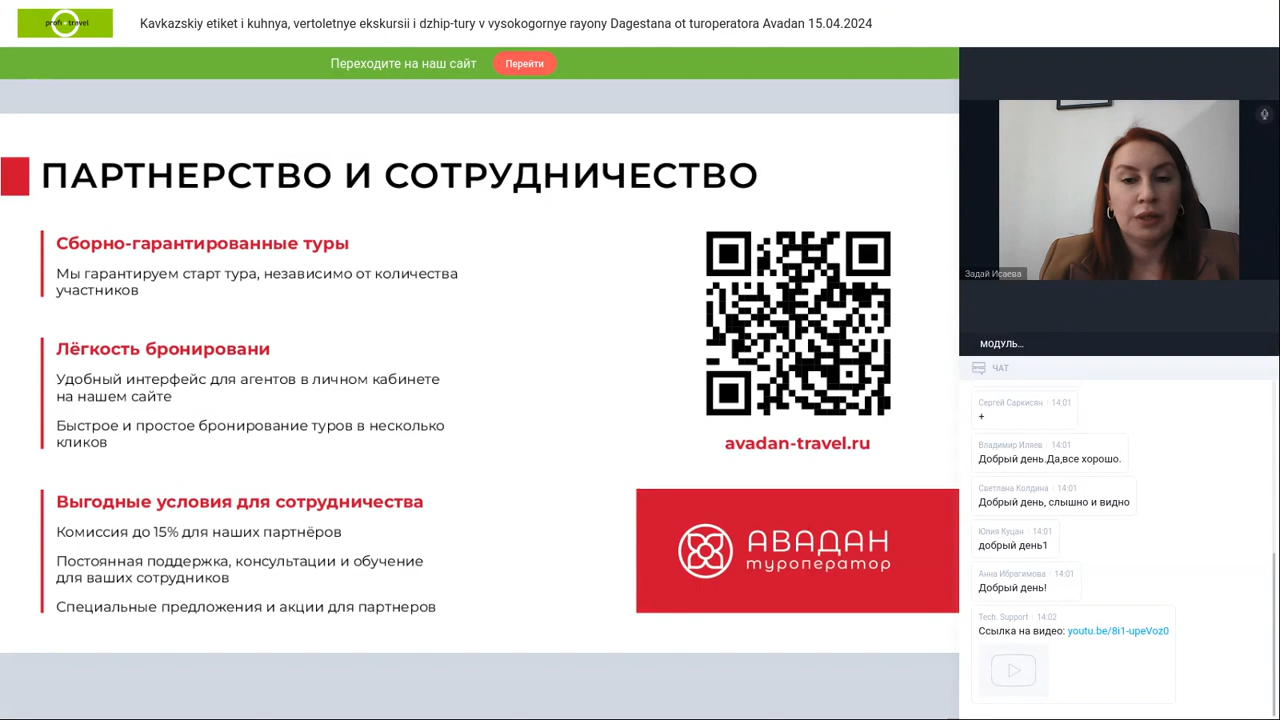 profi travel
Kavkazskiy etiket i kuhnya, vertoletnye ekskursii i dzhip-tury v vysokogornye rayony Dagestana ot turoperatora Avadan 15.04.2024
Переходите на наш сайт
Перейти
ПАРТНЕРСТВО И СОТРУДНИЧЕСТВО
Сборно-гарантированные туры
Мы гарантируем старт тура, независимо от количества
участников
Лёгкость бронировани
Удобный интерфейс для агентов в личном кабинете
на нашем сайте
Быстрое и простое бронирование туров в несколько
кликов
Выгодные условия для сотрудничества
Комиссия до 15% для наших партнёров
Постоянная поддержка, консультации и обучение
для ваших сотрудников
Специальные предложения и акции для партнеров
avadan-travel.ru
АВАДАН
туроператор
Задай Исаева
МОДУЛЬ...
ЧАТ
Сергей Саркисян 14:01
+
Владимир Иляев 14:01
Добрый день.Да,все хорошо.
Светлана Колдина 14:01
Добрый день, слышно и видно
Юлия Куцан 14:01
добрый день1
Анна Ибрагимова 14:01
Добрый день!
Tech. Support 14:02
Ссылка на видео: youtu.be/8i1-upeVoz0